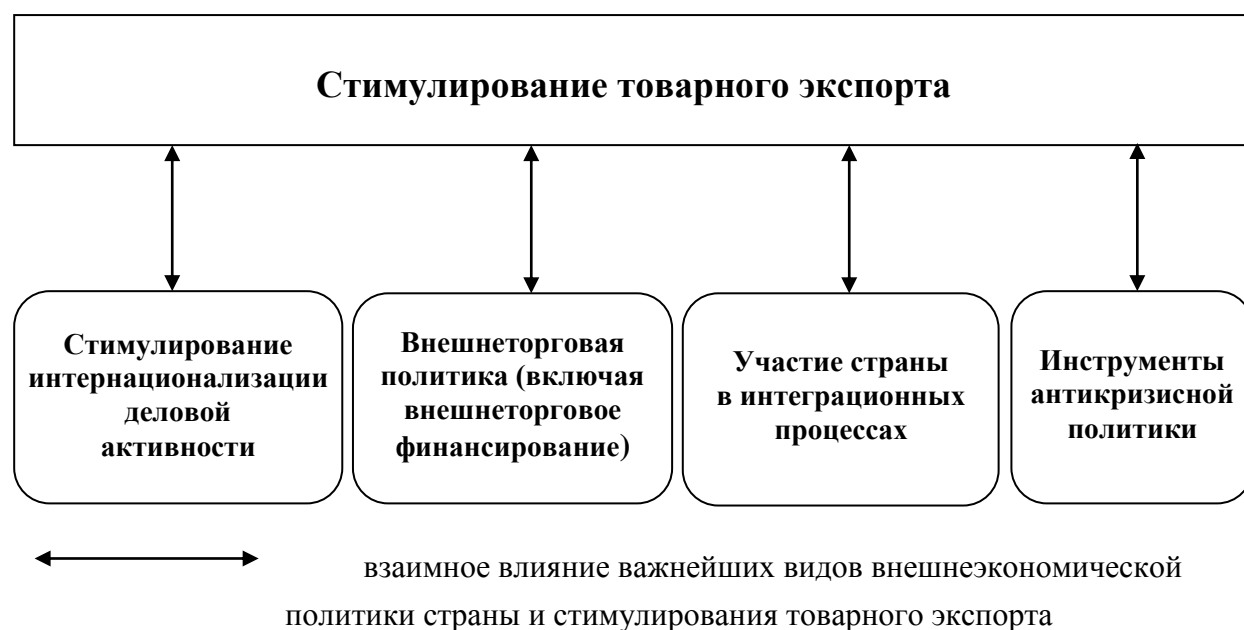 Стимулирование товарного экспорта
Стимулирование
интернационализации
деловой
активности
Внешнеторговая
политика (включая
внешнеторговое
финансирование)
Участие страны
в интеграционных
процессах
Инструменты
антикризисной
политики
взаимное влияние важнейших видов внешнеэкономической
политики страны и стимулирования товарного экспорта